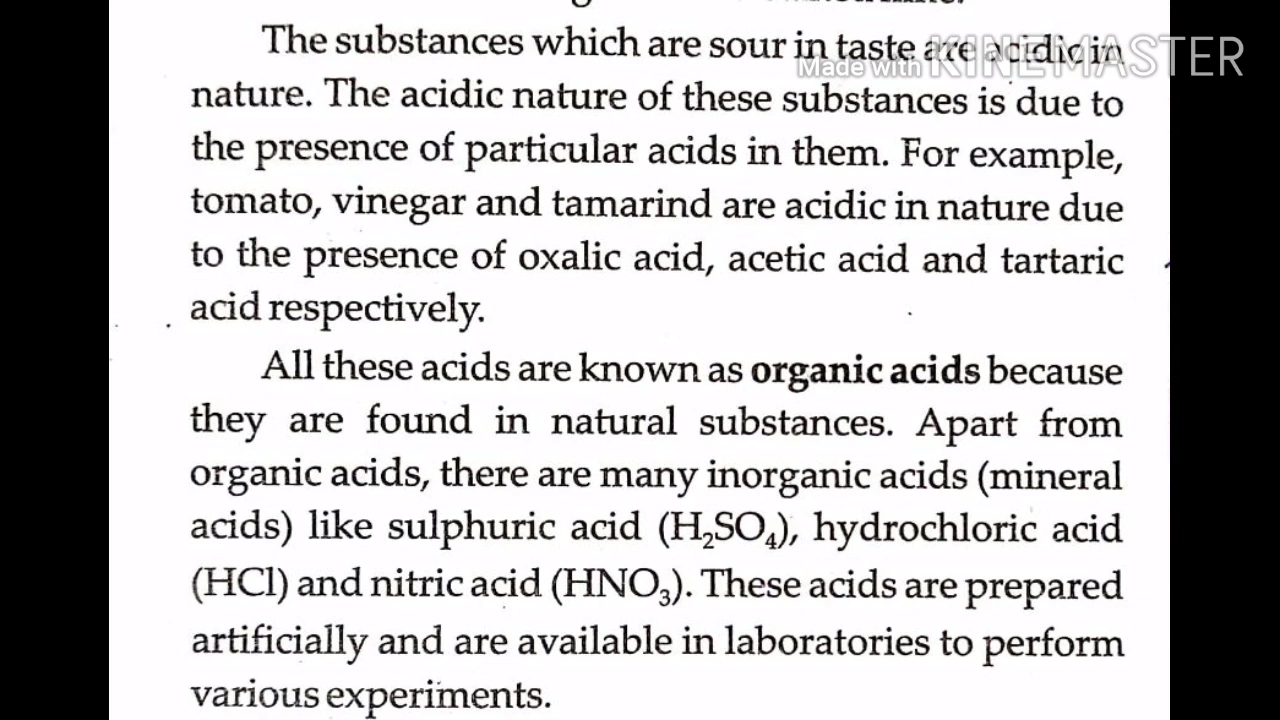 The substances which are sour in taste are acidic in
Made with KINEMASTER
nature. The acidic nature of these substances is due to
the presence of particular acids in them. For example,
tomato, vinegar and tamarind are acidic in nature due
to the presence of oxalic acid, acetic acid and tartaric
acid respectively.
All these acids are known as organic acids because
they are found in natural substances. Apart from
organic acids, there are many inorganic acids (mineral
acids) like sulphuric acid (H₂SO₄), hydrochloric acid
(HCl) and nitric acid (HNO₃). These acids are prepared
artificially and are available in laboratories to perform
various experiments.